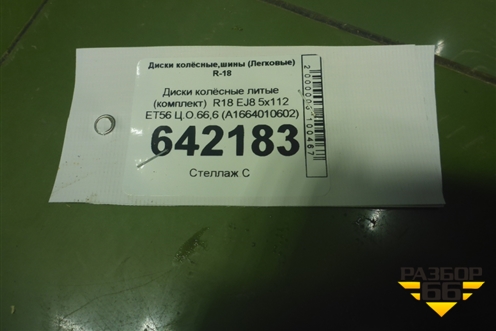 Диски колёсные,шины (Легковые)
R-18
Диски колёсные литые
(комплект) R18 EJ8 5x112
ET56 Ц.О.66,6 (A1664010602)
642183
Стеллаж С
РАЗБОР
66